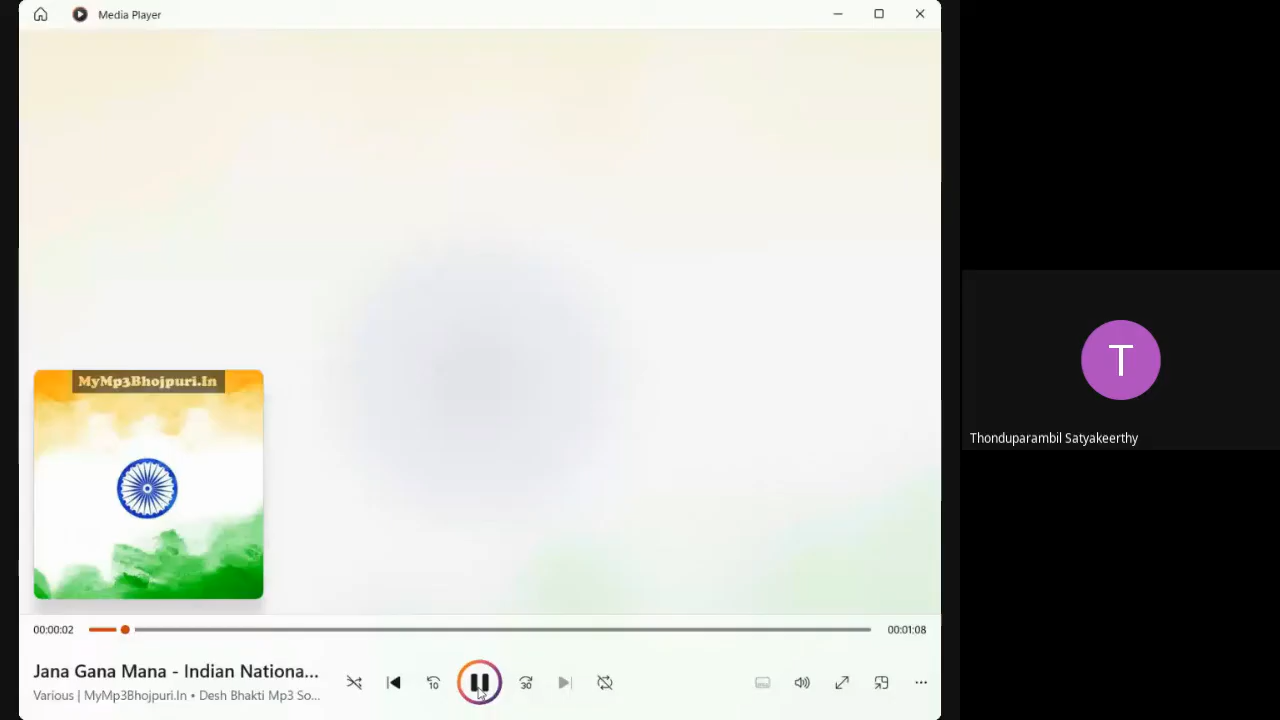 Media Player
MyMp3Bhojpuri.In
T
Thonduparambil Satyakeerthy
00:00:02
00:01:08
Jana Gana Mana - Indian Nationa...
Various | MyMp3Bhojpuri.In • Desh Bhakti Mp3 So...
10
30